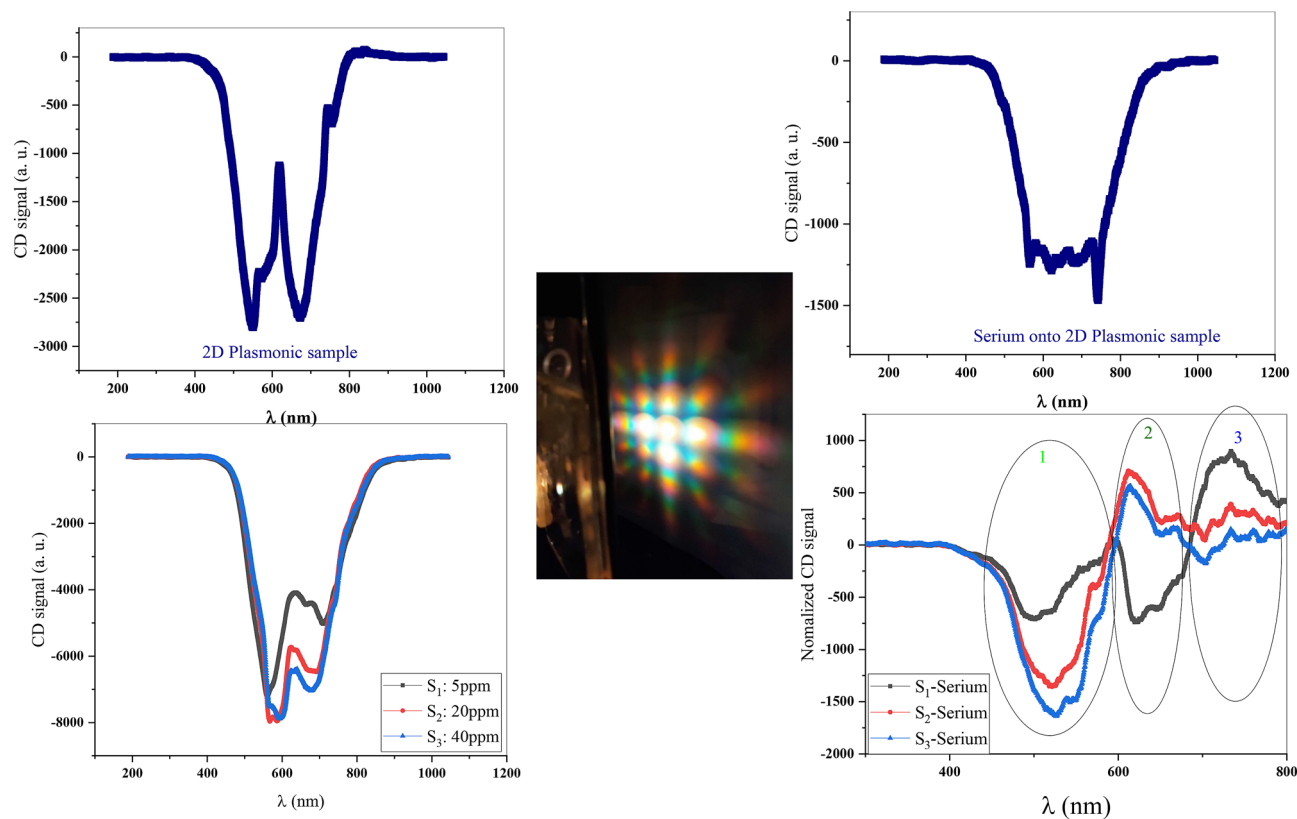 0
-500
-1000
-1500
-2000
-2500
-3000
CD signal (a. u.)
2D Plasmonic sample
200 400 600 800 1000 1200
λ (nm)
0
-500
-1000
-1500
CD signal (a. u.)
Serium onto 2D Plasmonic sample
200 400 600 800 1000 1200
λ (nm)
0
-2000
-4000
-6000
-8000
CD signal (a. u.)
S₁: 5ppm
S₂: 20ppm
S₃: 40ppm
200 400 600 800 1000 1200
λ (nm)
1000
500
0
-500
-1000
-1500
-2000
Nomalized CD signal
1 2 3
S₁-Serium
S₂-Serium
S₃-Serium
600 800
λ (nm)